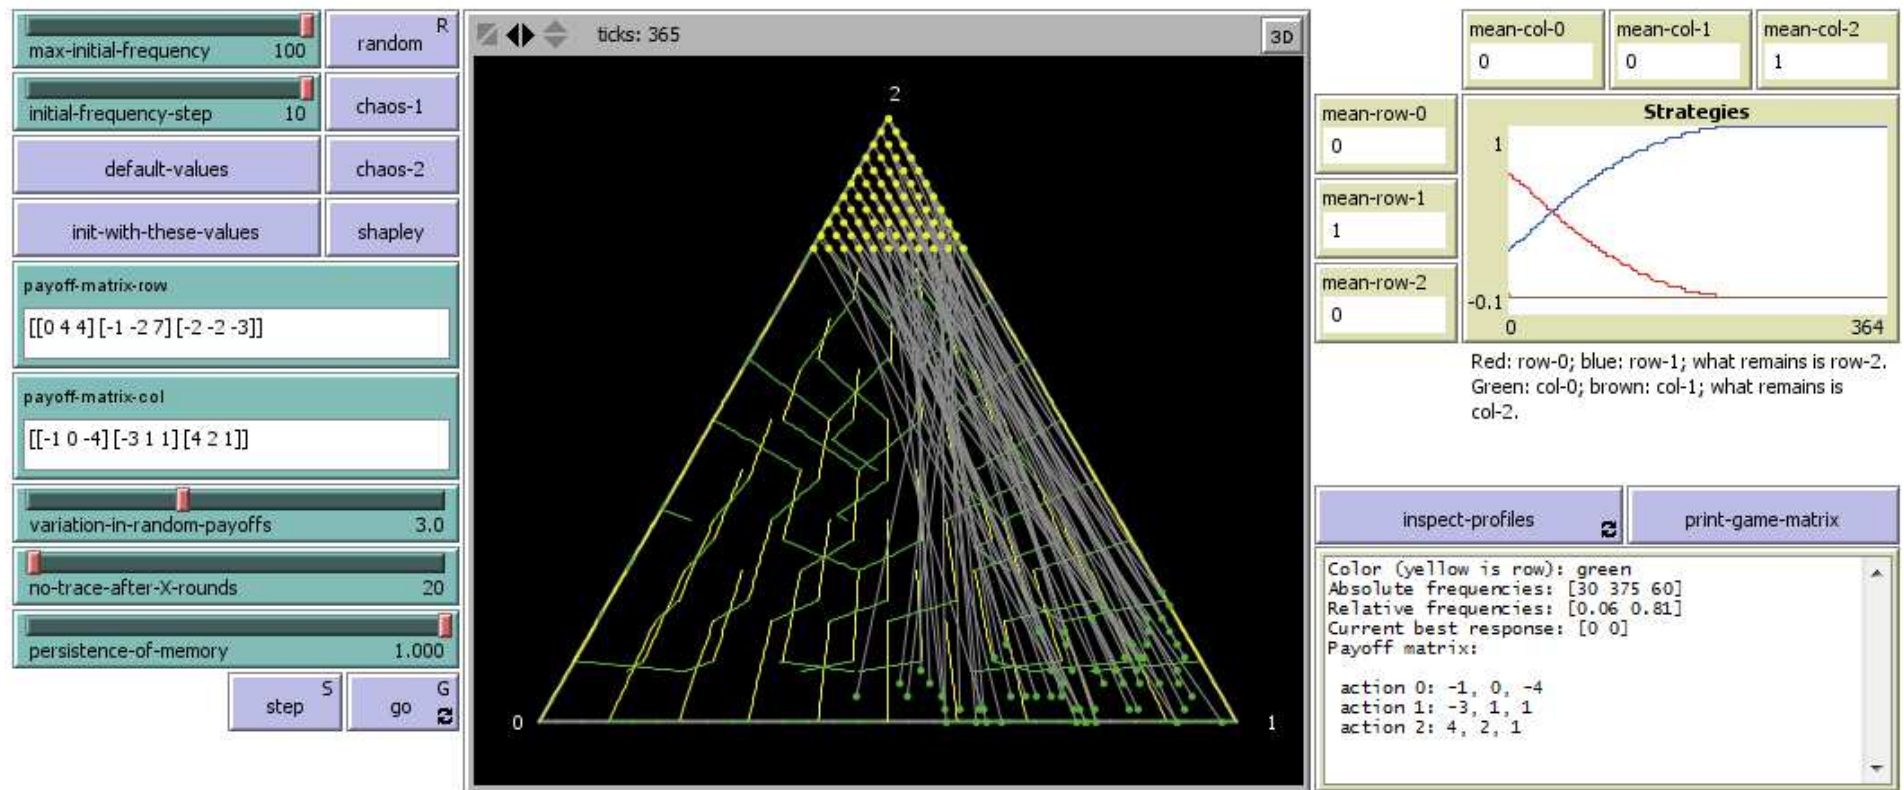 max-initial-frequency 100
R
random
initial-frequency-step 10
chaos-1
default-values
chaos-2
init-with-these-values
shapley
payoff-matrix-row
[[0 4 4] [-1 -2 7] [-2 -2 -3]]
payoff-matrix-col
[[-1 0 -4] [-3 1 1] [4 2 1]]
variation-in-random-payoffs 3.0
no-trace-after-X-rounds 20
persistence-of-memory 1.000
S
step
G
go
ticks: 365
3D
2
0
1
mean-col-0
0
mean-col-1
0
mean-col-2
1
mean-row-0
0
mean-row-1
1
mean-row-2
0
Strategies
1
-0.1
0
364
Red: row-0; blue: row-1; what remains is row-2.
Green: col-0; brown: col-1; what remains is
col-2.
inspect-profiles
print-game-matrix
Color (yellow is row): green
Absolute frequencies: [30 375 60]
Relative frequencies: [0.06 0.81]
Current best response: [0 0]
Payoff matrix:
action 0: -1, 0, -4
action 1: -3, 1, 1
action 2: 4, 2, 1